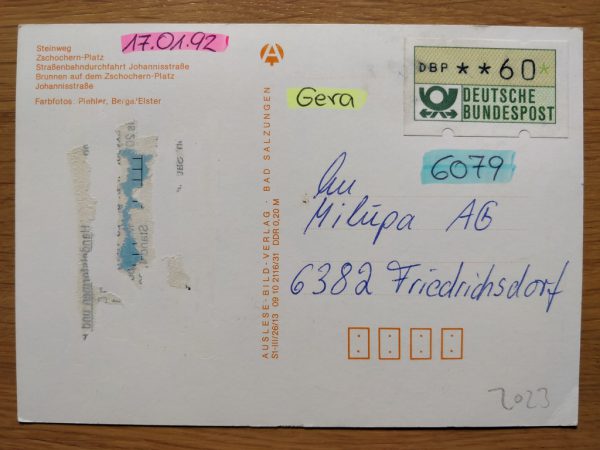 17.01.92
Steinweg
Zschochern-Platz
Straßenbahndurchfahrt Johannisstraße
Brunnen auf dem Zschochern-Platz
Johannisstraße
Farbfotos: Piehler, Berga/Elster
AUSLESE-BILD-VERLAG · BAD SALZUNGEN
St-III/26/13 09 10 2116/31 DDR 0,20 M
Gera
DBP **60*
DEUTSCHE
BUNDESPOST
6079
An
Milupa AG
6382 Friedrichsdorf
2023